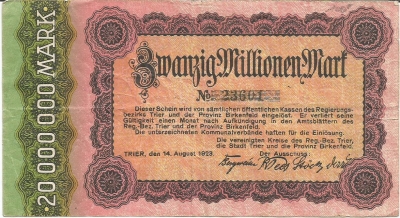 20 000 000 MARK.
Zwanzig Millionen Mark
No 23601
Dieser Schein wird von sämtlichen öffentlichen Kassen des Regierungs-
bezirks Trier und der Provinz Birkenfeld eingelöst. Er verliert seine
Gültigkeit einen Monat nach Aufkündigung in den Amtsblättern des
Reg.-Bez. Trier und der Provinz Birkenfeld.
Die unterzeichneten Kommunalverbände haften für die Einlösung.
Die vereinigten Kreise des Reg.-Bez. Trier,
die Stadt Trier und die Provinz Birkenfeld.
TRIER, den 14. August 1923.
Der Ausschuss: